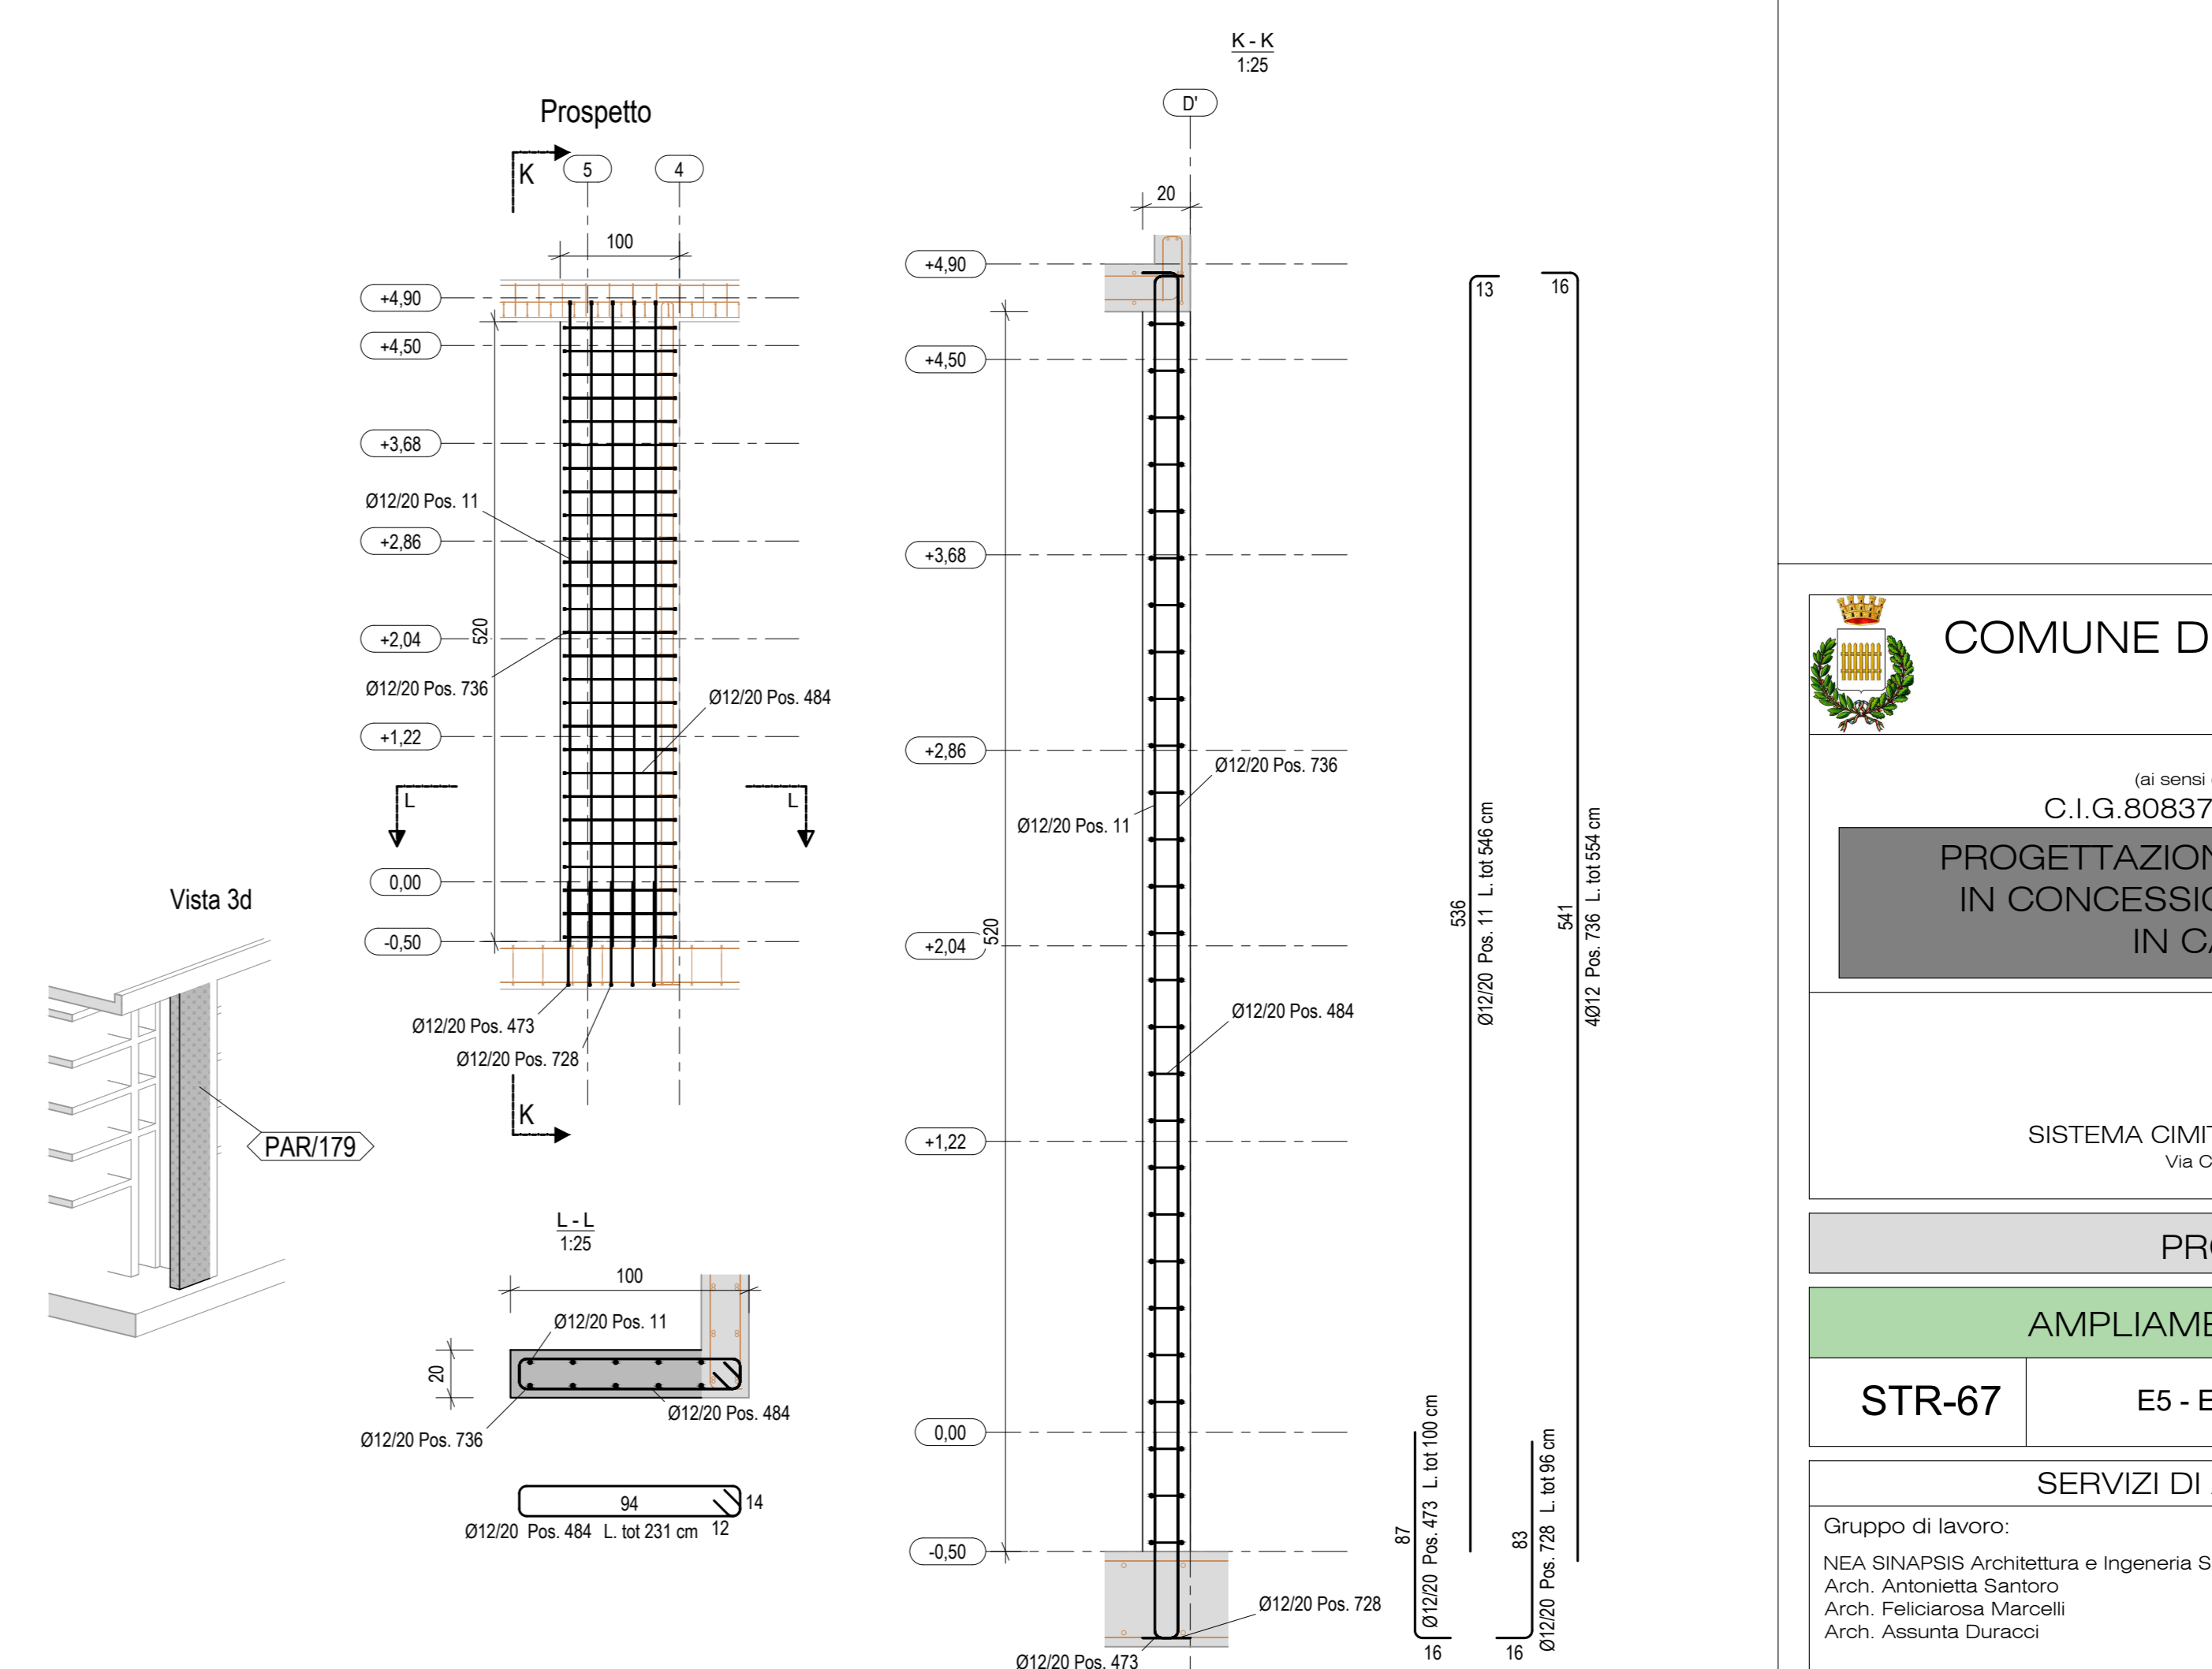 K - K
1:25
D'
20
+4,90
+4,50
+3,68
+2,86
+2,04
+1,22
0,00
-0,50
520
Ø12/20 Pos. 736
Ø12/20 Pos. 11
Ø12/20 Pos. 484
Ø12/20 Pos. 728
Ø12/20 Pos. 473
Prospetto
K
5
4
100
+4,90
+4,50
+3,68
Ø12/20 Pos. 11
+2,86
+2,04
520
Ø12/20 Pos. 736
Ø12/20 Pos. 484
+1,22
L
L
0,00
-0,50
Ø12/20 Pos. 473
Ø12/20 Pos. 728
K
Vista 3d
PAR/179
L - L
1:25
100
20
Ø12/20 Pos. 11
Ø12/20 Pos. 484
Ø12/20 Pos. 736
94
14
12
Ø12/20 Pos. 484 L. tot 231 cm
13
536
Ø12/20 Pos. 11 L. tot 546 cm
16
541
4Ø12 Pos. 736 L. tot 554 cm
87
Ø12/20 Pos. 473 L. tot 100 cm
16
83
Ø12/20 Pos. 728 L. tot 96 cm
16
COMUNE D
(ai sensi
C.I.G.80837
PROGETTAZION
IN CONCESSIO
IN CA
SISTEMA CIMIT
Via C
PRO
AMPLIAME
STR-67
E5 - E
SERVIZI DI
Gruppo di lavoro:
NEA SINAPSIS Architettura e Ingeneria S
Arch. Antonietta Santoro
Arch. Feliciarosa Marcelli
Arch. Assunta Duracci